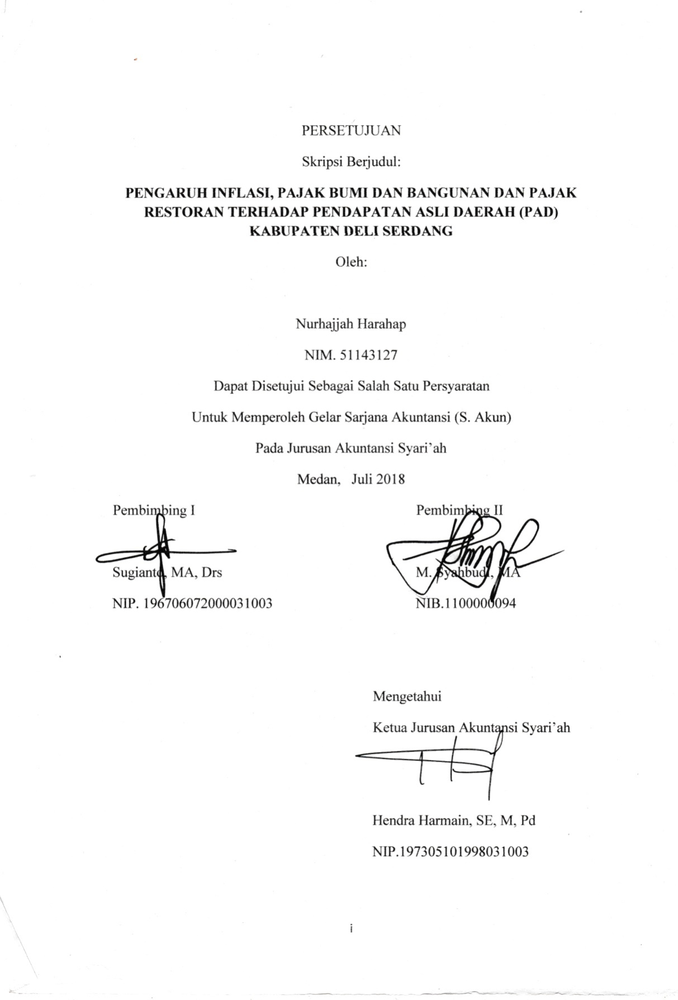 PERSETUJUAN
Skripsi Berjudul:
PENGARUH INFLASI, PAJAK BUMI DAN BANGUNAN DAN PAJAK
RESTORAN TERHADAP PENDAPATAN ASLI DAERAH (PAD)
KABUPATEN DELI SERDANG
Oleh:
Nurhajjah Harahap
NIM. 51143127
Dapat Disetujui Sebagai Salah Satu Persyaratan
Untuk Memperoleh Gelar Sarjana Akuntansi (S. Akun)
Pada Jurusan Akuntansi Syari’ah
Medan, Juli 2018
Pembimbing I
Sugianto, MA, Drs
NIP. 196706072000031003
Pembimbing II
M. Syahbudi, MA
NIB.1100000094
Mengetahui
Ketua Jurusan Akuntansi Syari’ah
Hendra Harmain, SE, M, Pd
NIP.197305101998031003
i